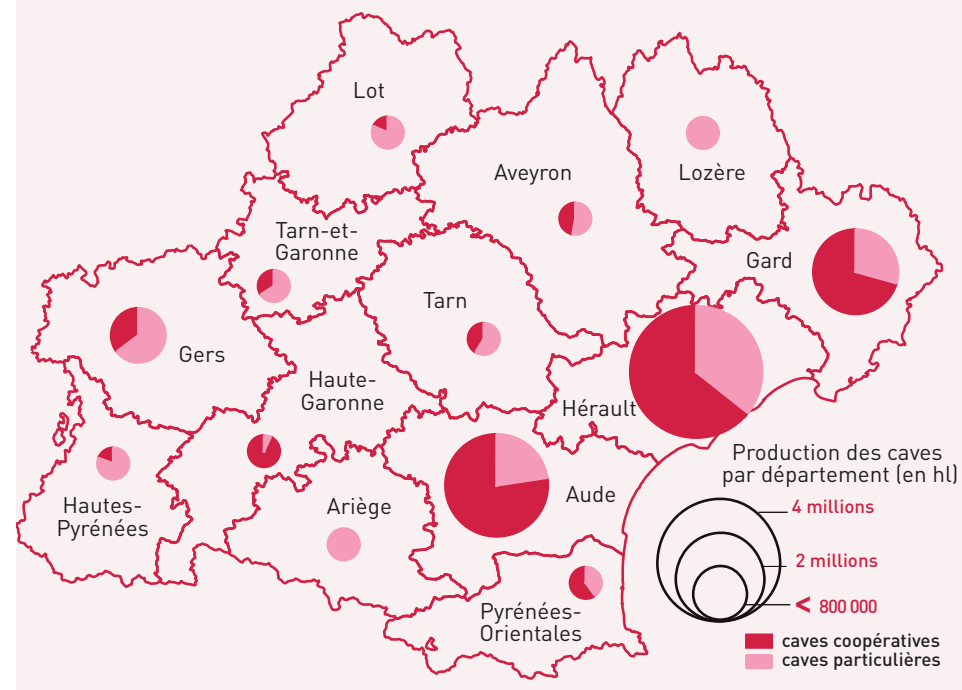 Lot
Aveyron
Lozère
Tarn-et-
Garonne
Gard
Tarn
Gers
Haute-
Garonne
Hérault
Hautes-
Pyrénées
Ariège
Aude
Pyrénées-
Orientales
Production des caves
par département (en hl)
4 millions
2 millions
< 800 000
caves coopératives
caves particulières